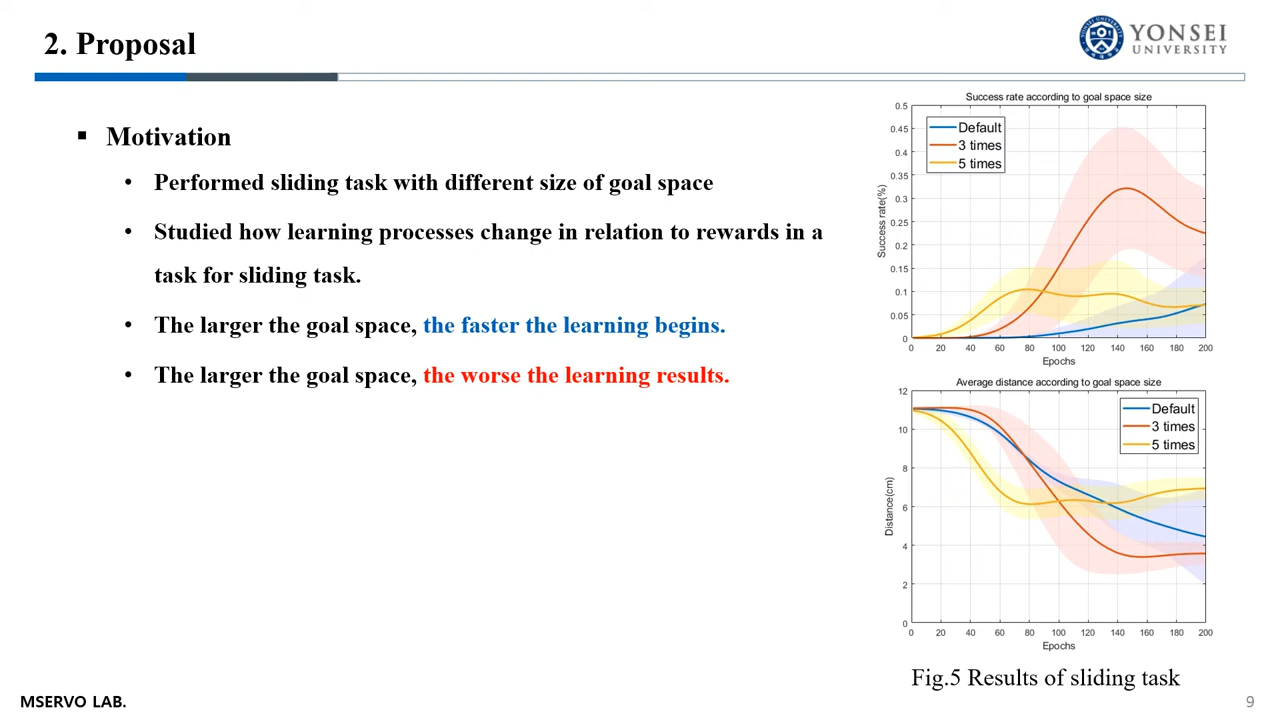 2. Proposal
YONSEI
UNIVERSITY
▪ Motivation
• Performed sliding task with different size of goal space
• Studied how learning processes change in relation to rewards in a
task for sliding task.
• The larger the goal space, the faster the learning begins.
• The larger the goal space, the worse the learning results.
Success rate according to goal space size
Default
3 times
5 times
Success rate(%)
0.5
0.45
0.4
0.35
0.3
0.25
0.2
0.15
0.1
0.05
0
0 20 40 60 80 100 120 140 160 180 200
Epochs
Average distance according to goal space size
Default
3 times
5 times
Distance(cm)
12
10
8
6
4
2
0
0 20 40 60 80 100 120 140 160 180 200
Epochs
Fig.5 Results of sliding task
MSERVO LAB.
9